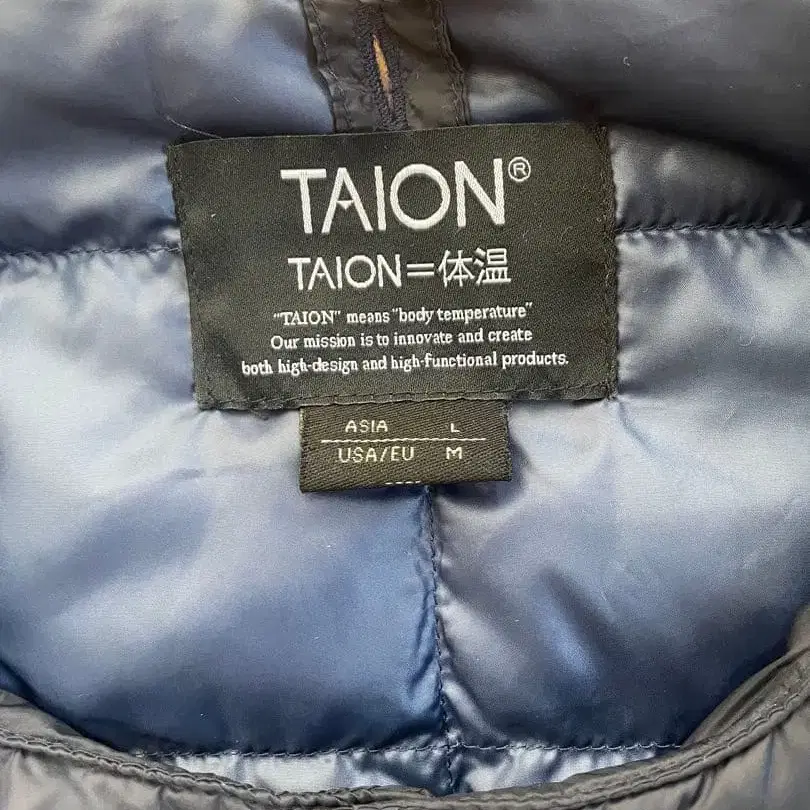 TAION®
TAION=体温
"TAION" means "body temperature"
Our mission is to innovate and create
both high-design and high-functional products.
ASIA L
USA/EU M